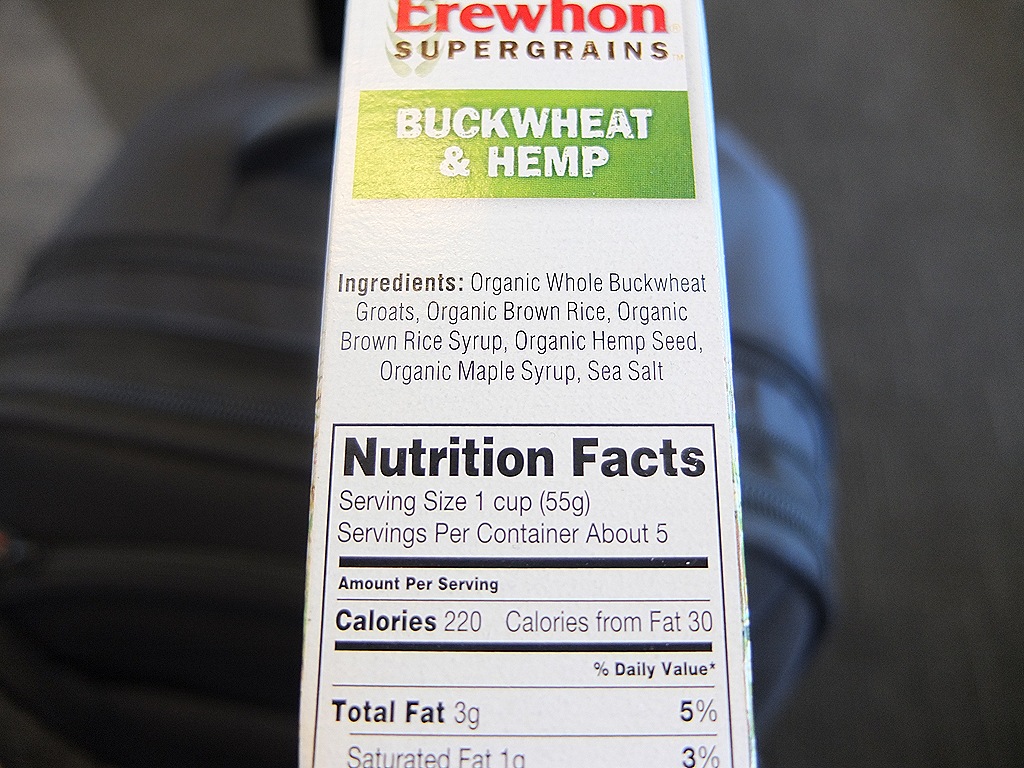 Erewhon®
SUPERGRAINS™
BUCKWHEAT
& HEMP
Ingredients: Organic Whole Buckwheat
Groats, Organic Brown Rice, Organic
Brown Rice Syrup, Organic Hemp Seed,
Organic Maple Syrup, Sea Salt
Nutrition Facts
Serving Size 1 cup (55g)
Servings Per Container About 5
Amount Per Serving
Calories 220 Calories from Fat 30
% Daily Value*
Total Fat 3g 5%
Saturated Fat 1g 3%